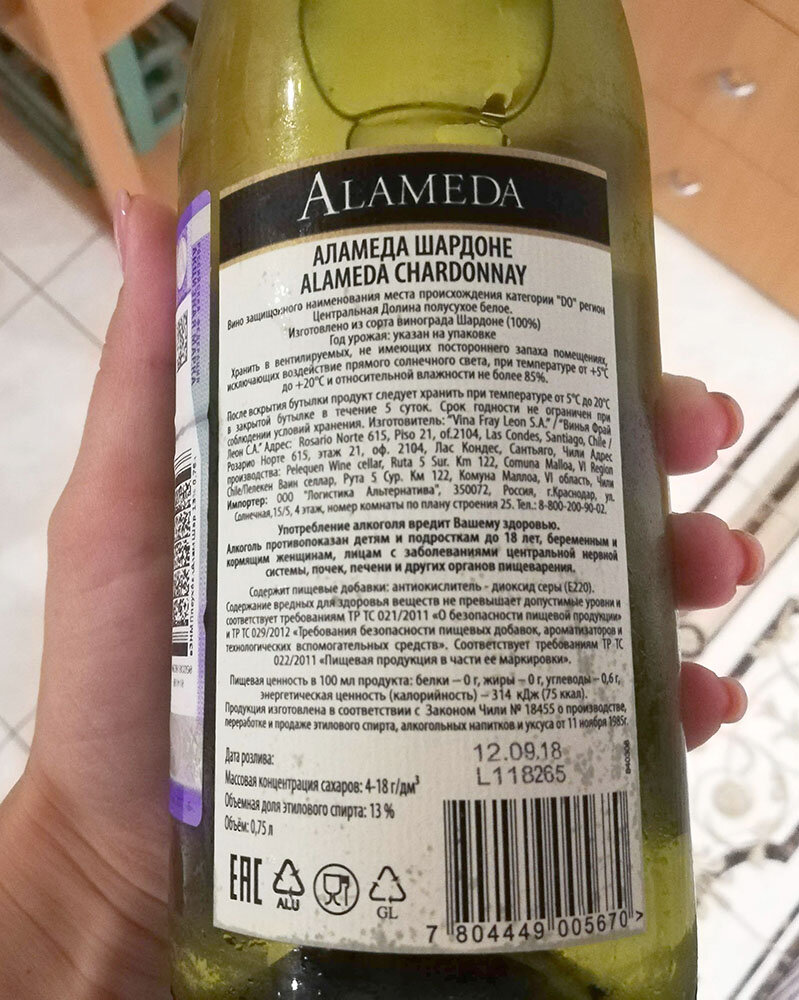 ALAMEDA
АЛАМЕДА ШАРДОНЕ
ALAMEDA CHARDONNAY
Вино защищенного наименования места происхождения категории "DO" регион
Центральная Долина полусухое белое.
Изготовлено из сорта винограда Шардоне (100%)
Год урожая: указан на упаковке
Хранить в вентилируемых, не имеющих постороннего запаха помещениях,
исключающих воздействие прямого солнечного света, при температуре от +5°C
до +20°C и относительной влажности не более 85%.
После вскрытия бутылки продукт следует хранить при температуре от 5°C до 20°C
в закрытой бутылке в течение 5 суток. Срок годности не ограничен при
соблюдении условий хранения. Изготовитель: "Vina Fray Leon S.A." / "Винья Фрай
Леон С.А." Адрес: Rosario Norte 615, Piso 21, of.2104, Las Condes, Santiago, Chile /
Розарио Норте 615, этаж 21, оф. 2104, Лас Кондес, Сантьяго, Чили Адрес
производства: Pelequen Wine cellar, Ruta 5 Sur. Km 122, Comuna Malloa, VI Region
Chile/Пелекен Ваин селлар, Рута 5 Сур. Км 122, Комуна Маллоа, VI область, Чили
Импортер: ООО "Логистика Альтернатива", 350072, Россия, г.Краснодар, ул.
Солнечная,15/5, 4 этаж, номер комнаты по плану строения 25. Тел.: 8-800-200-90-02.
Употребление алкоголя вредит Вашему здоровью.
Алкоголь противопоказан детям и подросткам до 18 лет, беременным и
кормящим женщинам, лицам с заболеваниями центральной нервной
системы, почек, печени и других органов пищеварения.
Содержит пищевые добавки: антиокислитель - диоксид серы (Е220).
Содержание вредных для здоровья веществ не превышает допустимые уровни и
соответствует требованиям ТР ТС 021/2011 «О безопасности пищевой продукции»
и ТР ТС 029/2012 «Требования безопасности пищевых добавок, ароматизаторов и
технологических вспомогательных средств». Соответствует требованиям ТР ТС
022/2011 «Пищевая продукция в части ее маркировки».
Пищевая ценность в 100 мл продукта: белки – 0 г, жиры – 0 г, углеводы – 0,6 г,
энергетическая ценность (калорийность) – 314 кДж (75 ккал).
Продукция изготовлена в соответствии с Законом Чили № 18455 о производстве,
переработке и продаже этилового спирта, алкогольных напитков и уксуса от 11 ноября 1985г.
Дата розлива:
12.09.18
L118265
Массовая концентрация сахаров: 4-18 г/дм³
Объемная доля этилового спирта: 13 %
Объём: 0,75 л
840308
EAC
ALU
GL
7 804449 005670 >